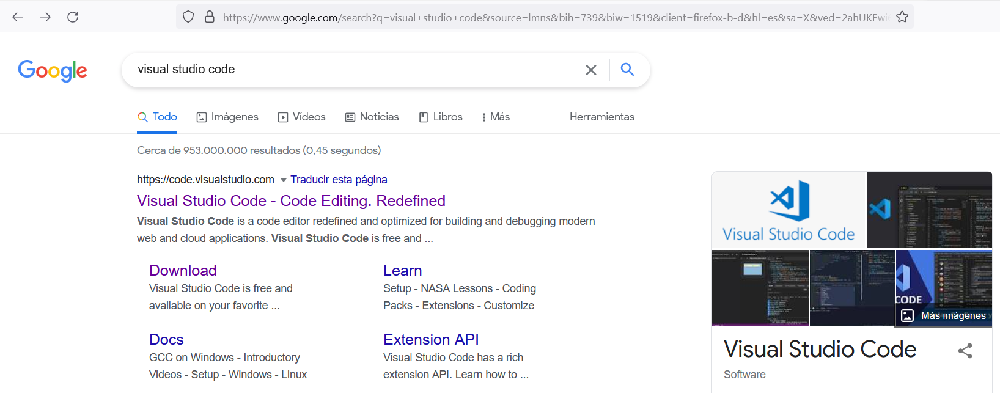 https://www.google.com/search?q=visual+studio+code&source=lmns&bih=739&biw=1519&client=firefox-b-d&hl=es&sa=X&ved=2ahUKEwi
Google
visual studio code
Todo
Imágenes
Vídeos
Noticias
Libros
Más
Herramientas
Cerca de 953.000.000 resultados (0,45 segundos)
https://code.visualstudio.com Traducir esta página
Visual Studio Code - Code Editing. Redefined
Visual Studio Code is a code editor redefined and optimized for building and debugging modern
web and cloud applications. Visual Studio Code is free and ...
Download
Visual Studio Code is free and
available on your favorite ...
Learn
Setup - NASA Lessons - Coding
Packs - Extensions - Customize
Docs
GCC on Windows - Introductory
Videos - Setup - Windows - Linux
Extension API
Visual Studio Code has a rich
extension API. Learn how to ...
Visual Studio Code
CODE
Más imágenes
Visual Studio Code
Software